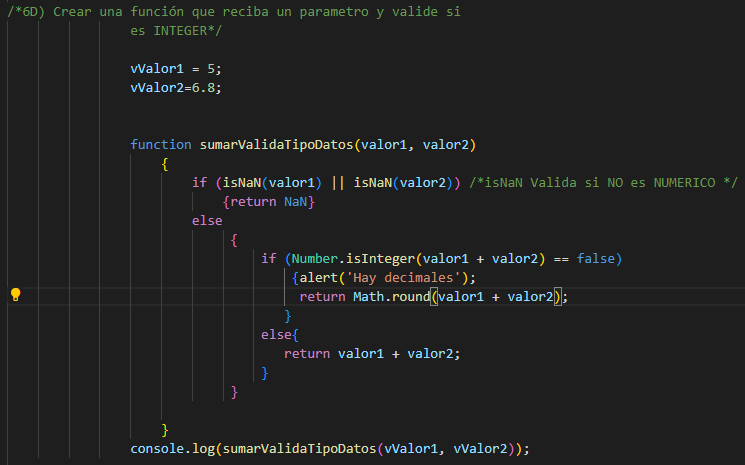 /*6D) Crear una función que reciba un parametro y valide si
es INTEGER*/
vValor1 = 5;
vValor2=6.8;
function sumarValidaTipoDatos(valor1, valor2)
{
if (isNaN(valor1) || isNaN(valor2)) /*isNaN Valida si NO es NUMERICO */
{return NaN}
else
{
if (Number.isInteger(valor1 + valor2) == false)
{alert('Hay decimales');
return Math.round(valor1 + valor2);
}
else{
return valor1 + valor2;
}
}
}
console.log(sumarValidaTipoDatos(vValor1, vValor2));